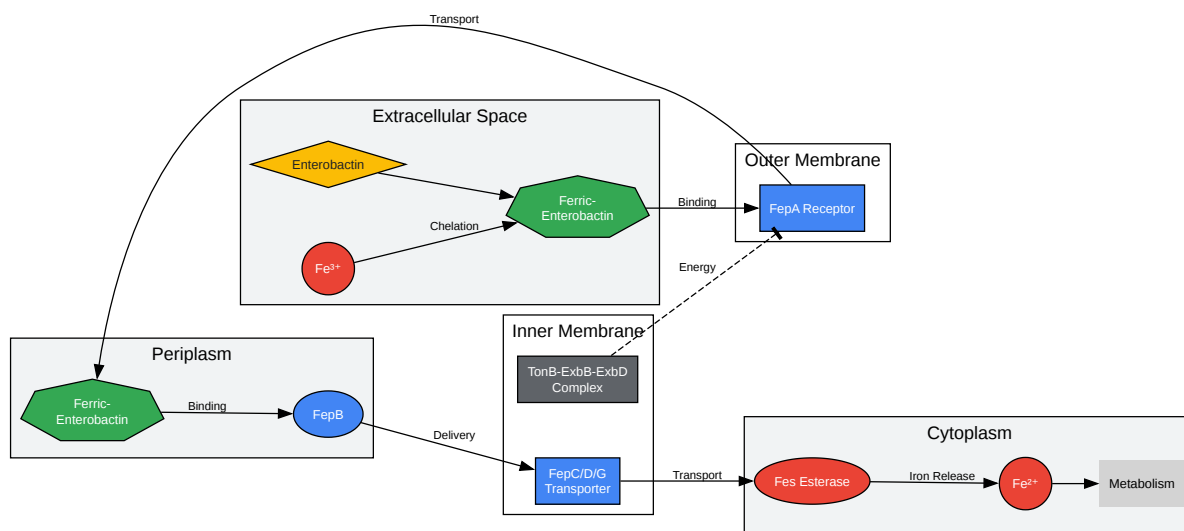 Transport
Extracellular Space
Enterobactin
Ferric-
Enterobactin
Chelation
Fe³⁺
Binding
Outer Membrane
FepA Receptor
Energy
Inner Membrane
TonB-ExbB-ExbD
Complex
Periplasm
Ferric-
Enterobactin
Binding
FepB
Delivery
FepC/D/G
Transporter
Transport
Cytoplasm
Fes Esterase
Iron Release
Fe²⁺
Metabolism